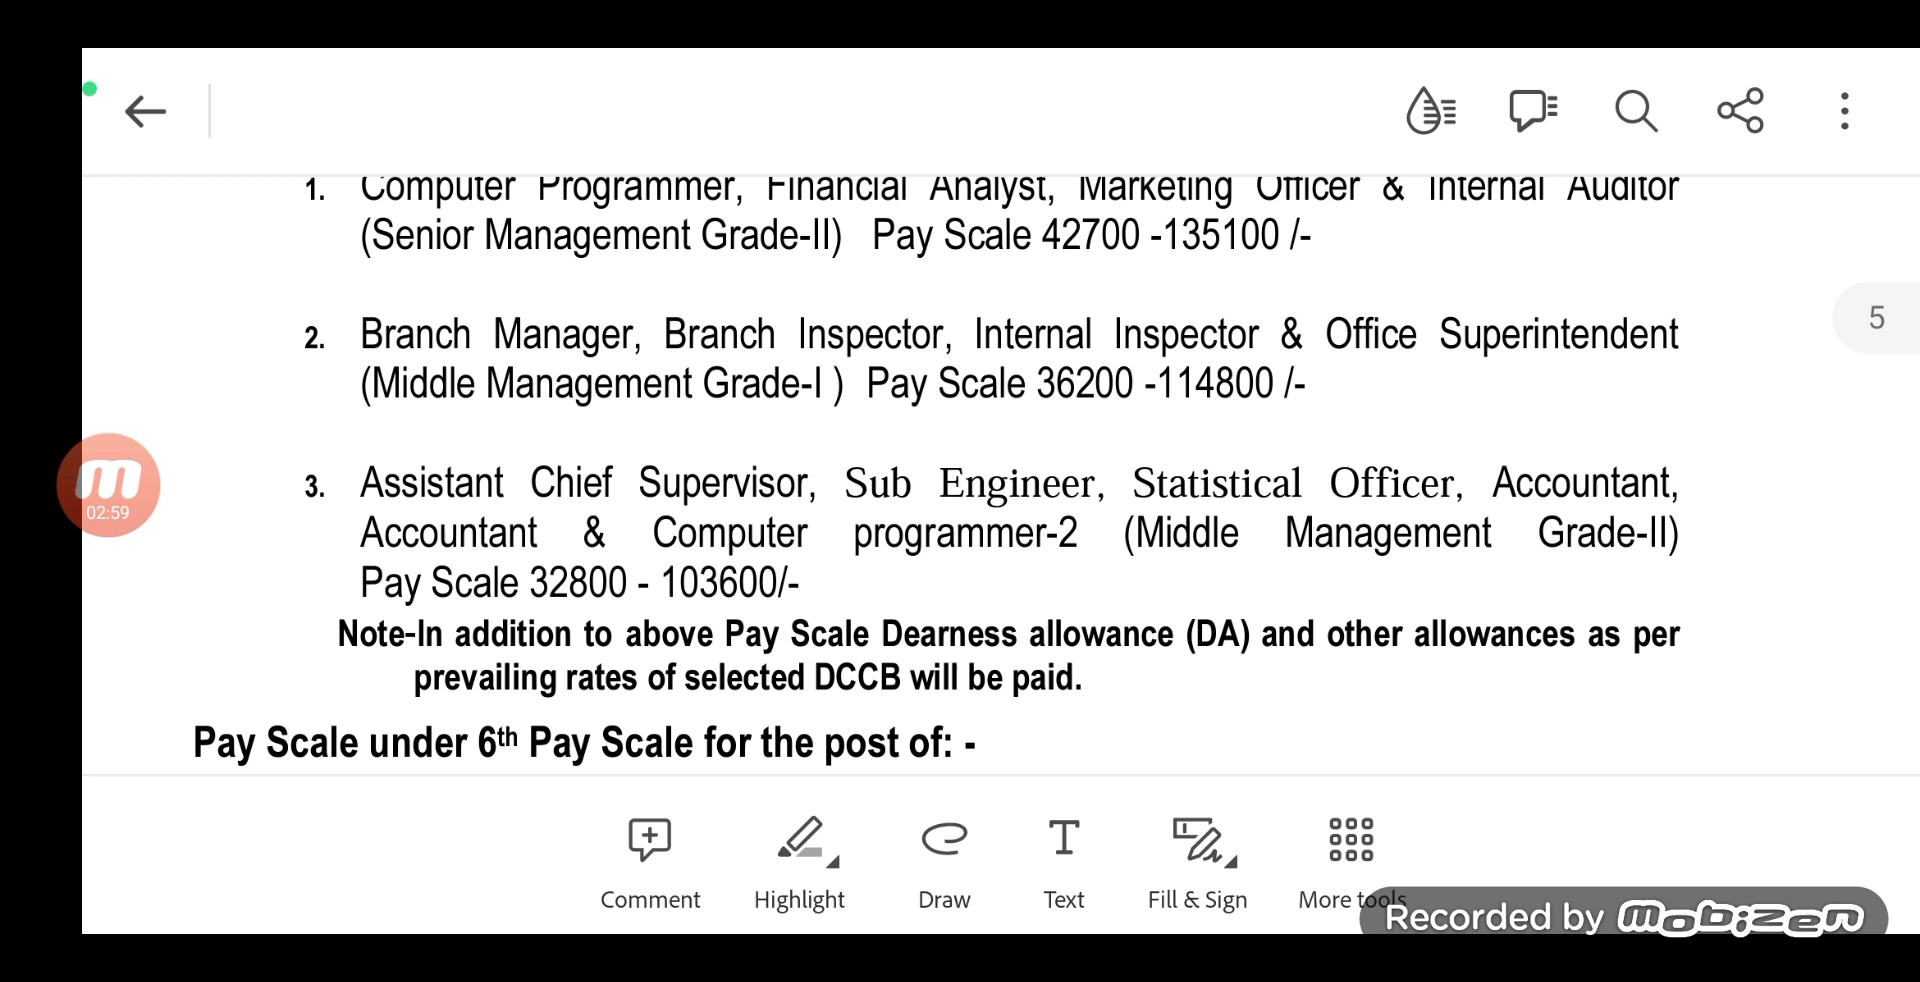 1. Computer Programmer, Financial Analyst, Marketing Officer & Internal Auditor
(Senior Management Grade-II) Pay Scale 42700 -135100 /-
5
2. Branch Manager, Branch Inspector, Internal Inspector & Office Superintendent
(Middle Management Grade-I ) Pay Scale 36200 -114800 /-
3. Assistant Chief Supervisor, Sub Engineer, Statistical Officer, Accountant,
Accountant & Computer programmer-2 (Middle Management Grade-II)
Pay Scale 32800 - 103600/-
m
02:59
Note-In addition to above Pay Scale Dearness allowance (DA) and other allowances as per
prevailing rates of selected DCCB will be paid.
Pay Scale under 6th Pay Scale for the post of: -
Comment Highlight Draw Text Fill & Sign More tools
Recorded by mobizen